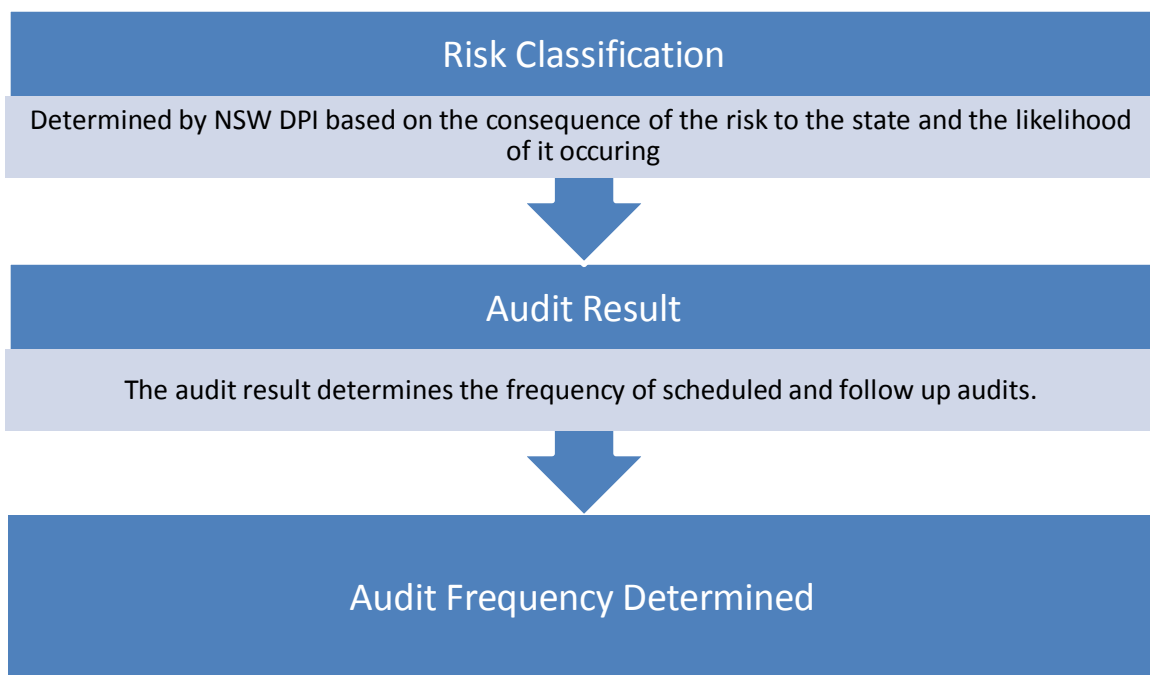 Risk Classification
Determined by NSW DPI based on the consequence of the risk to the state and the likelihood
of it occuring
Audit Result
The audit result determines the frequency of scheduled and follow up audits.
Audit Frequency Determined